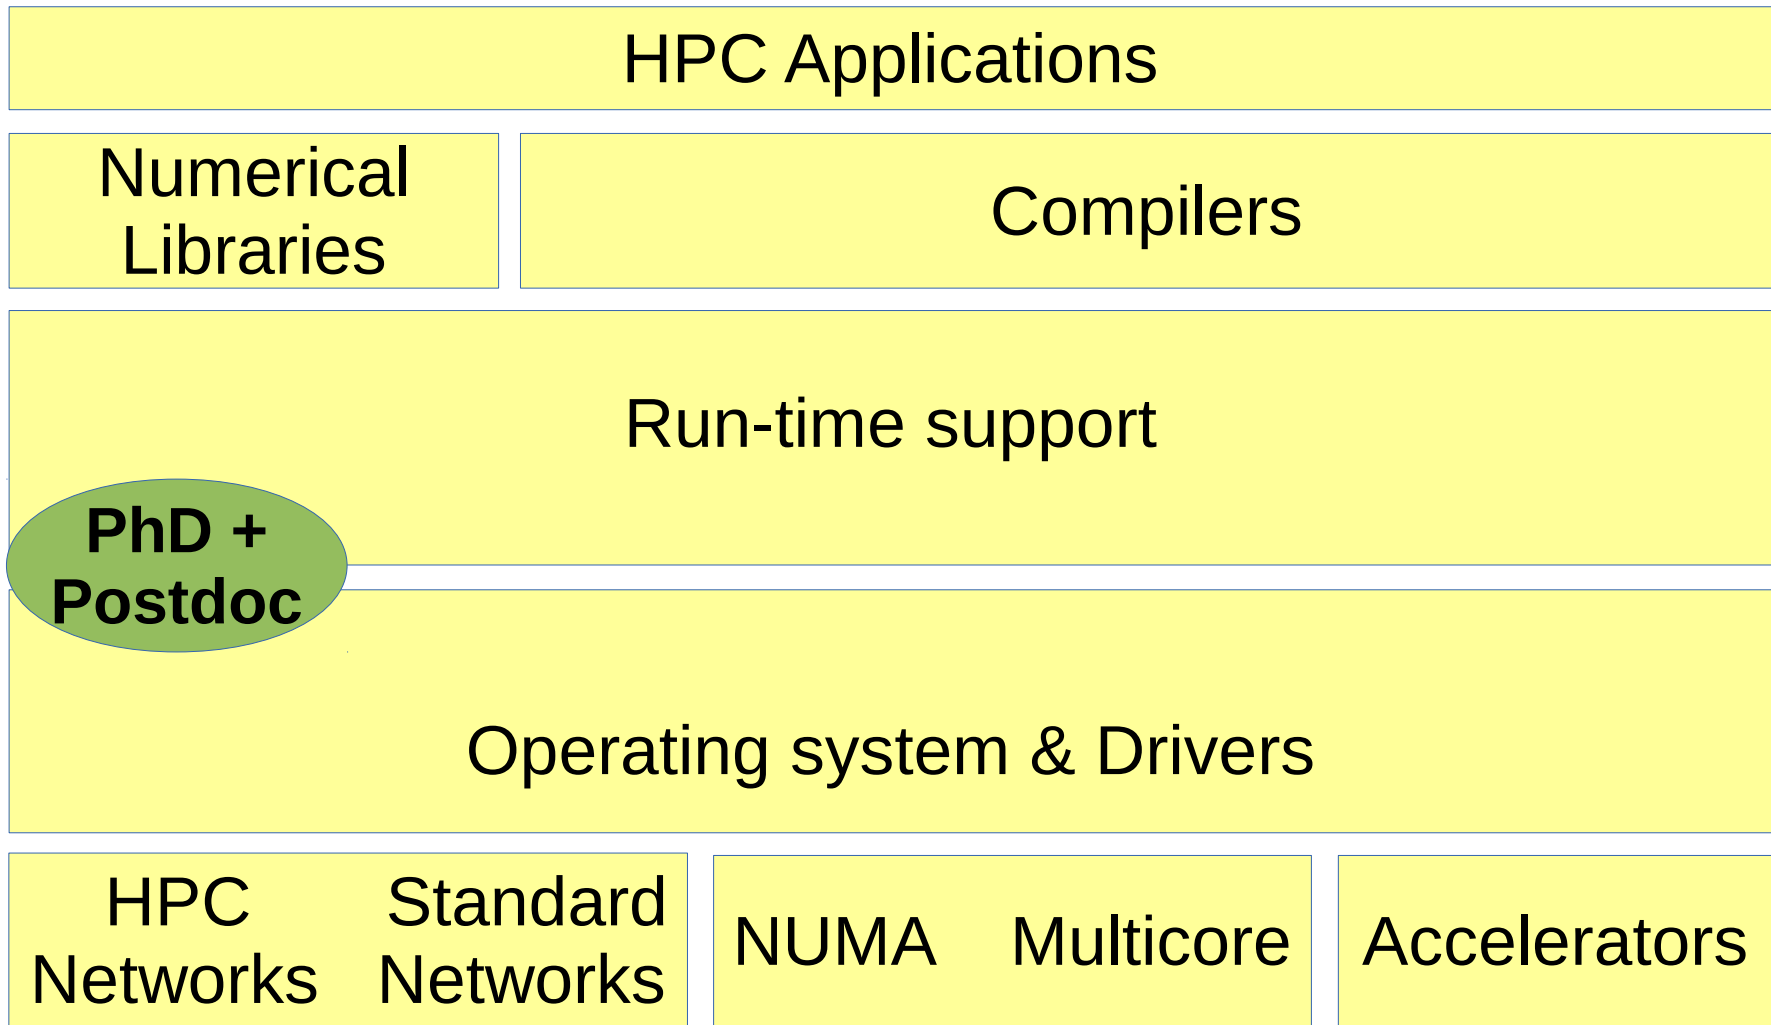 HPC Applications
Numerical
Libraries
Compilers
Run-time support
PhD +
Postdoc
Operating system & Drivers
HPC
Networks
Standard
Networks
NUMA
Multicore
Accelerators